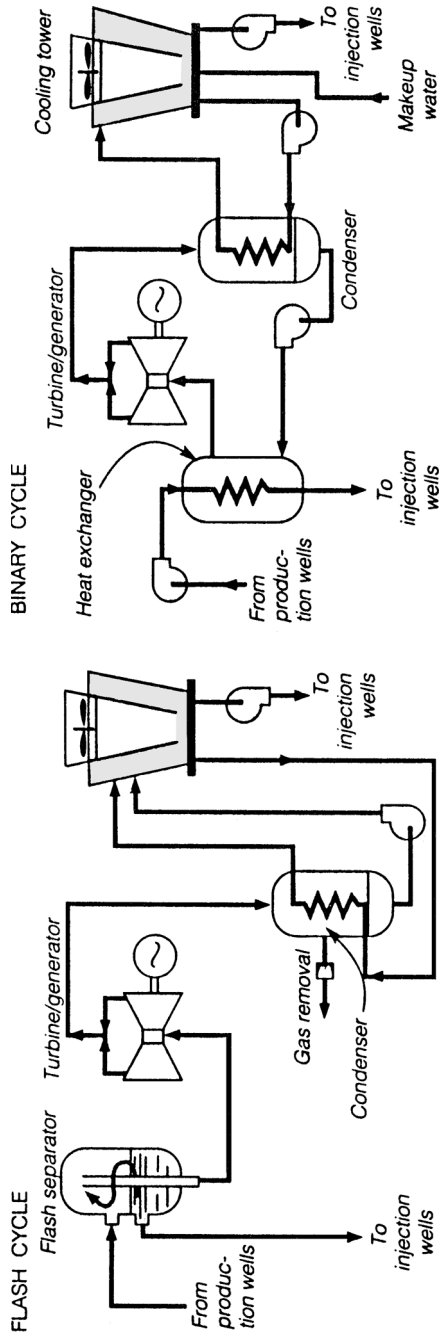 FLASH CYCLE
Flash separator
Turbine/generator
From
produc-
tion wells
To
injection
wells
Gas removal
Condenser
To
injection
wells
BINARY CYCLE
Heat exchanger
Turbine/generator
Cooling tower
From
produc-
tion wells
To
injection
wells
Condenser
Makeup
water
To
injection
wells